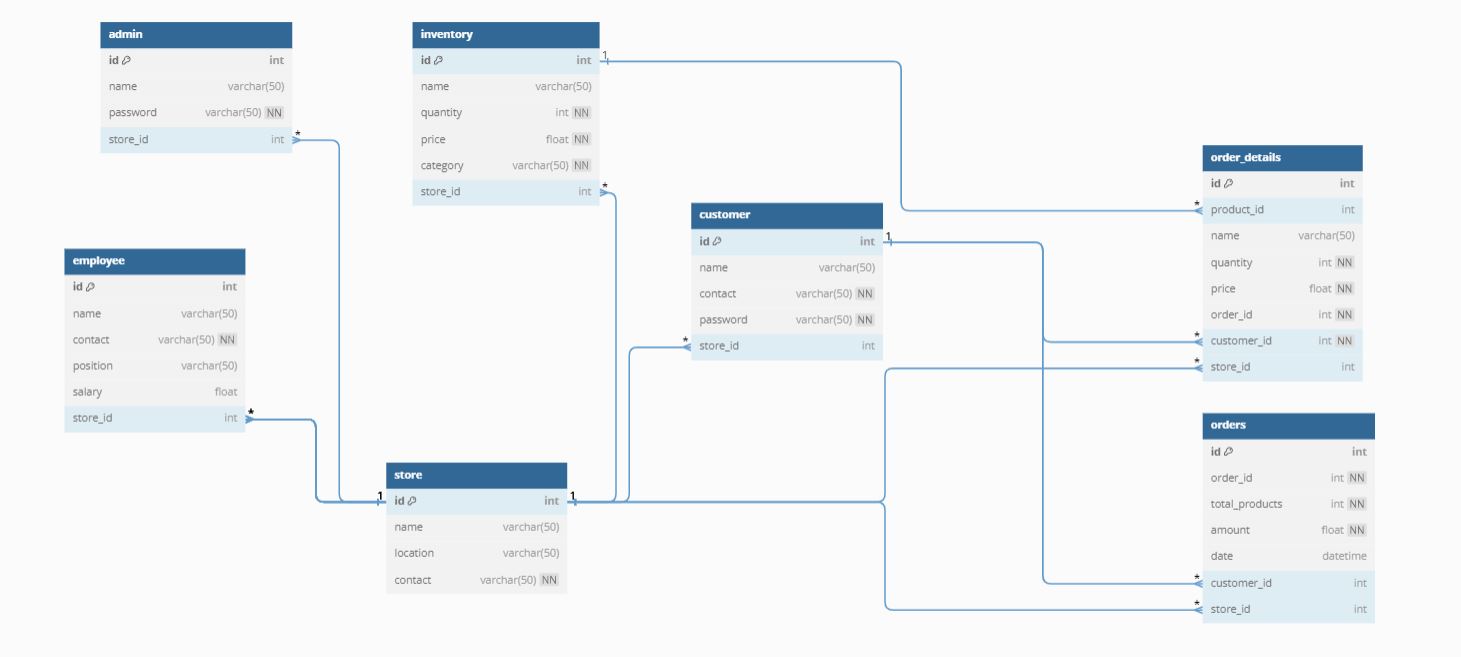 admin
id int
name varchar(50)
password varchar(50) NN
store_id int
*
inventory
id int
1
name varchar(50)
quantity int NN
price float NN
category varchar(50) NN
store_id int
*
customer
id int
1
name varchar(50)
contact varchar(50) NN
password varchar(50) NN
store_id int
*
order_details
id int
product_id int
*
name varchar(50)
quantity int NN
price float NN
order_id int NN
customer_id int NN
*
store_id int
*
employee
id int
name varchar(50)
contact varchar(50) NN
position varchar(50)
salary float
store_id int
*
store
1
id int
1
name varchar(50)
location varchar(50)
contact varchar(50) NN
orders
id int
order_id int NN
total_products int NN
amount float NN
date datetime
customer_id int
*
store_id int
*